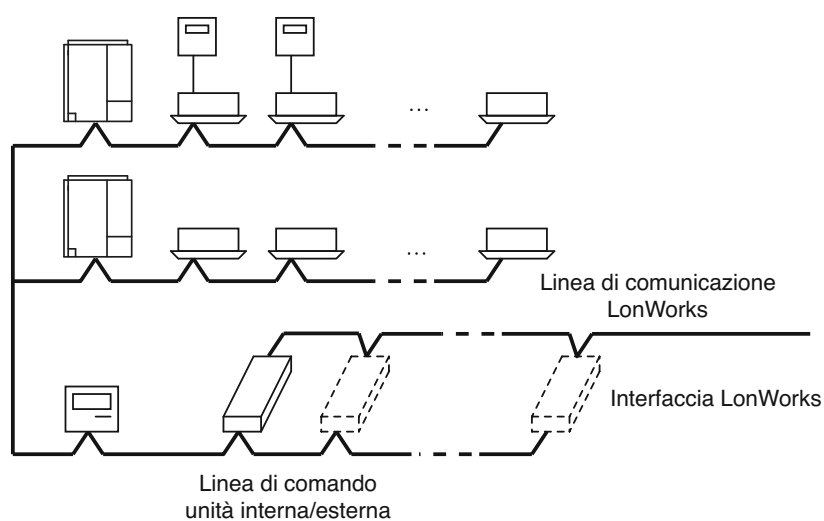 ...
...
Linea di comunicazione
LonWorks
Interfaccia LonWorks
Linea di comando
unità interna/esterna